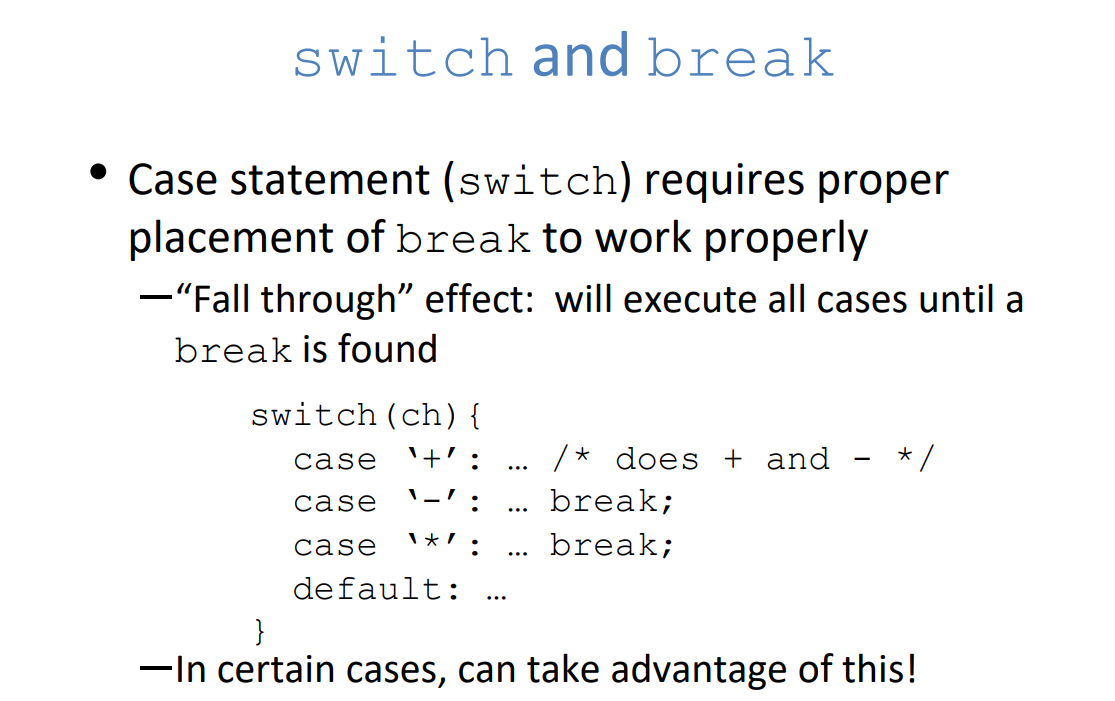 switch and break
• Case statement (switch) requires proper
placement of break to work properly
—“Fall through” effect:  will execute all cases until a
break is found
switch(ch){
  case ‘+’: … /* does + and - */
  case ‘-’: … break;
  case ‘*’: … break;
  default: …
}
—In certain cases, can take advantage of this!